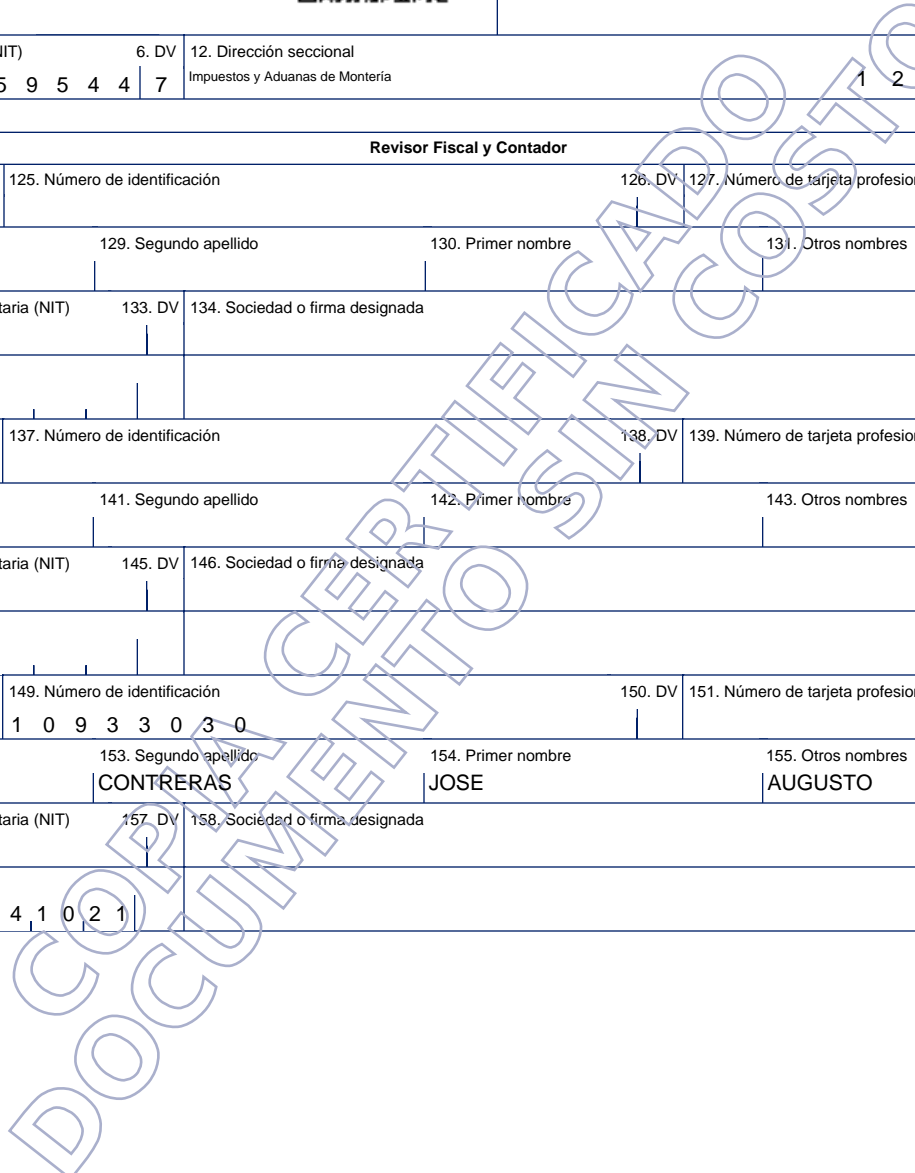 NIT) 6. DV 12. Dirección seccional
5 9 5 4 4 7 Impuestos y Aduanas de Montería 1 2
Revisor Fiscal y Contador
125. Número de identificación 126. DV 127. Número de tarjeta profesion
129. Segundo apellido 130. Primer nombre 131. Otros nombres
taria (NIT) 133. DV 134. Sociedad o firma designada
137. Número de identificación 138. DV 139. Número de tarjeta profesion
141. Segundo apellido 142. Primer nombre 143. Otros nombres
taria (NIT) 145. DV 146. Sociedad o firma designada
149. Número de identificación 150. DV 151. Número de tarjeta profesion
1 0 9 3 3 0 3 0
153. Segundo apellido 154. Primer nombre 155. Otros nombres
CONTRERAS JOSE AUGUSTO
taria (NIT) 157. DV 158. Sociedad o firma designada
4 1 0 2 1
COPIA CERTIFICADO
DOCUMENTO SIN COSTO